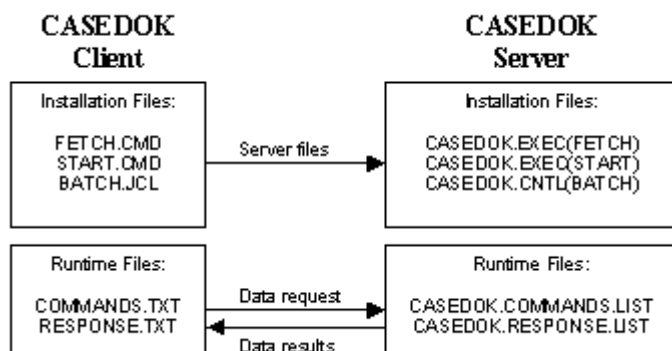 CASEDOK
Client
CASEDOK
Server
Installation Files:
FETCH.CMD
START.CMD
BATCH.JCL
Server files
Installation Files:
CASEDOK.EXEC(FETCH)
CASEDOK.EXEC(START)
CASEDOK.CNTL(BATCH)
Runtime Files:
COMMANDS.TXT
RESPONSE.TXT
Data request
Data results
Runtime Files:
CASEDOK.COMMANDS.LIST
CASEDOK.RESPONSE.LIST